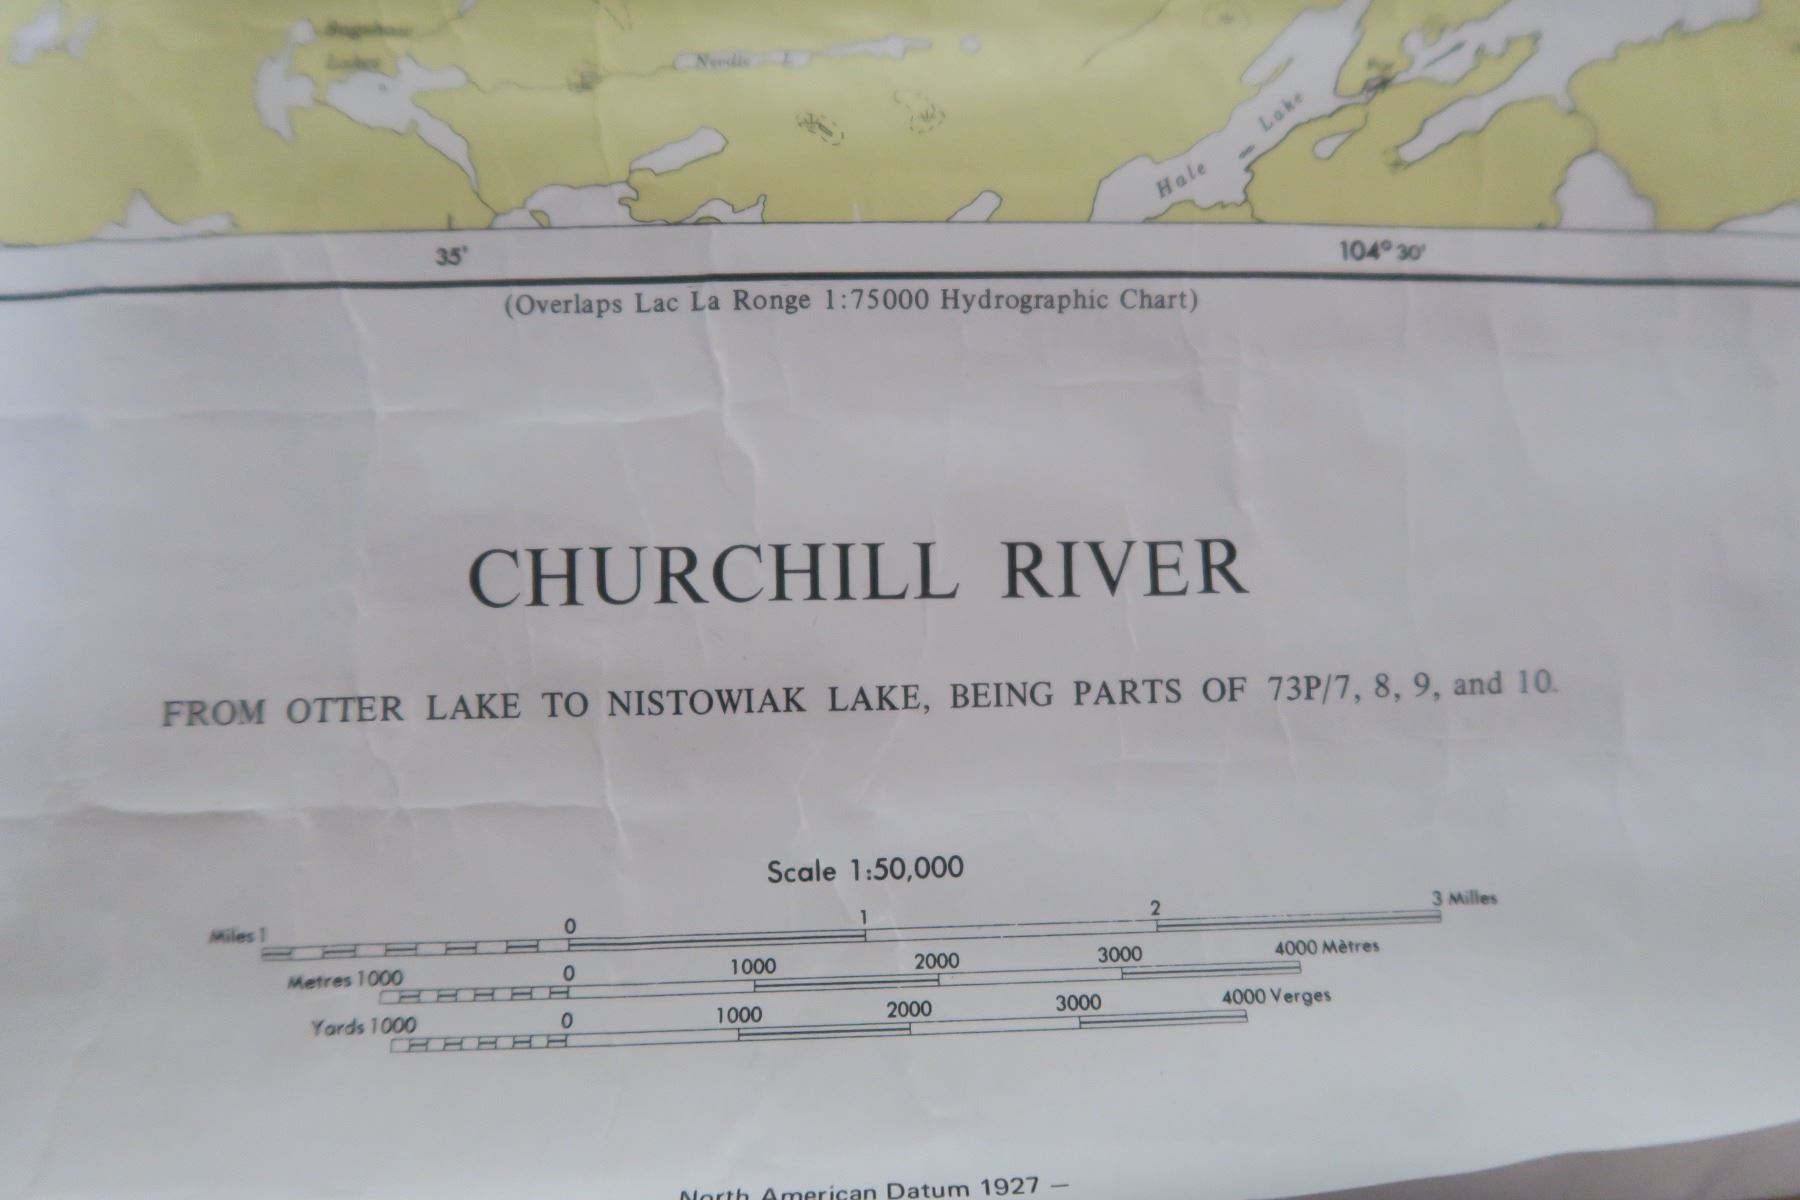 Bagshaw
Lakes
Needle L
Hale Lake
35'
104° 30'
(Overlaps Lac La Ronge 1:75000 Hydrographic Chart)
CHURCHILL RIVER
FROM OTTER LAKE TO NISTOWIAK LAKE, BEING PARTS OF 73P/7, 8, 9, and 10.
Scale 1:50,000
Miles 1 0 1 2 3 Milles
Metres 1000 0 1000 2000 3000 4000 Mètres
Yards 1000 0 1000 2000 3000 4000 Verges
North American Datum 1927 —